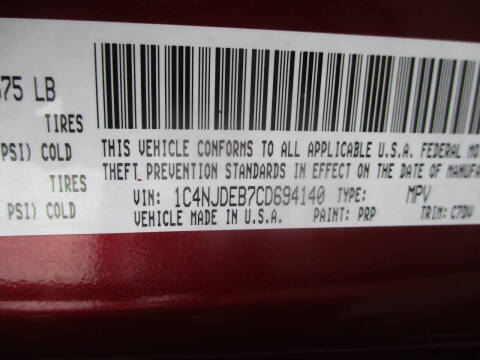 75 LB
TIRES
PSI) COLD
TIRES
PSI) COLD
THIS VEHICLE CONFORMS TO ALL APPLICABLE U.S.A. FEDERAL MO
THEFT PREVENTION STANDARDS IN EFFECT ON THE DATE OF MANUFA
VIN: 1C4NJDEB7CD694140 TYPE: MPV
VEHICLE MADE IN U.S.A. PAINT: PRP TRIM: C7DV